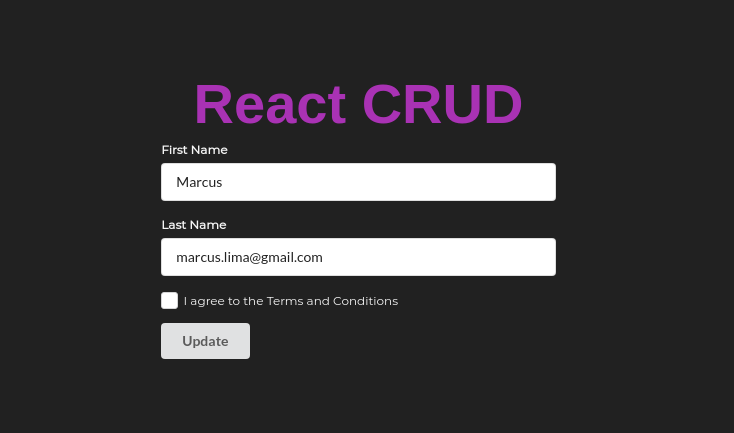 React CRUD
First Name
Marcus
Last Name
marcus.lima@gmail.com
I agree to the Terms and Conditions
Update